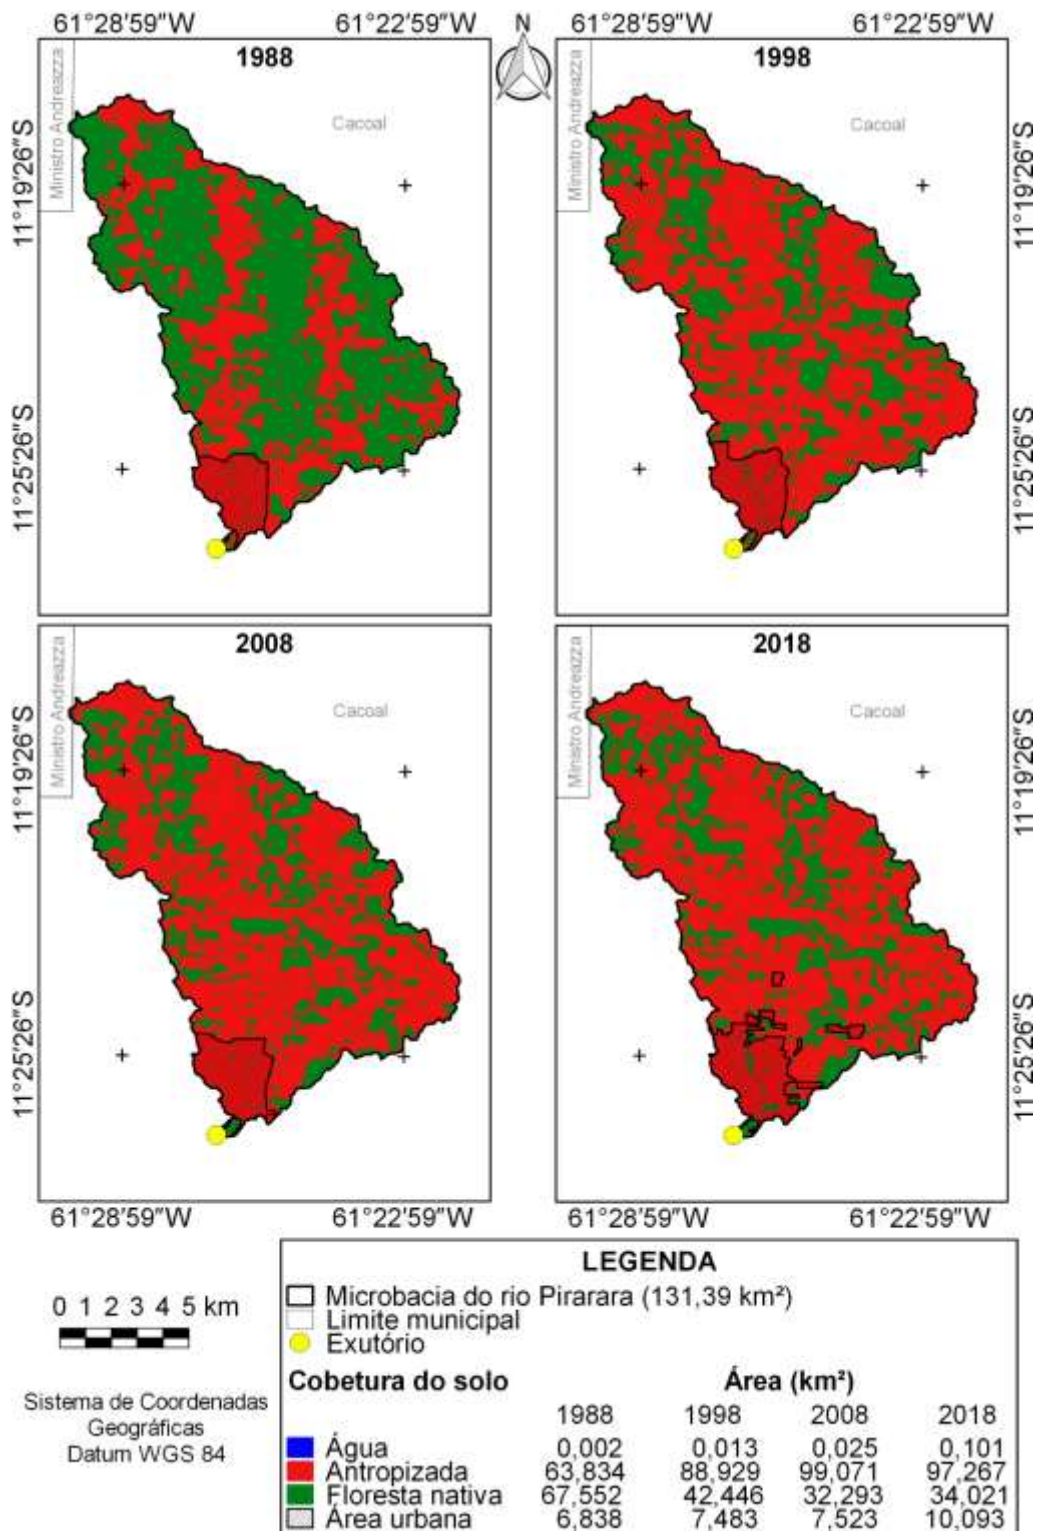 61°28'59"W 61°22'59"W N 61°28'59"W 61°22'59"W
1988
Ministro Andreazza
Cacoal
11°19'26"S
11°25'26"S
1998
Ministro Andreazza
Cacoal
11°19'26"S
11°25'26"S
2008
Ministro Andreazza
Cacoal
11°19'26"S
11°25'26"S
2018
Ministro Andreazza
Cacoal
11°19'26"S
11°25'26"S
61°28'59"W 61°22'59"W 61°28'59"W 61°22'59"W
0 1 2 3 4 5 km
Sistema de Coordenadas
Geográficas
Datum WGS 84
LEGENDA
Microbacia do rio Pirarara (131,39 km²)
Limite municipal
Exutório
Cobetura do solo Área (km²)
1988 1998 2008 2018
Água 0,002 0,013 0,025 0,101
Antropizada 63,834 88,929 99,071 97,267
Floresta nativa 67,552 42,446 32,293 34,021
Área urbana 6,838 7,483 7,523 10,093